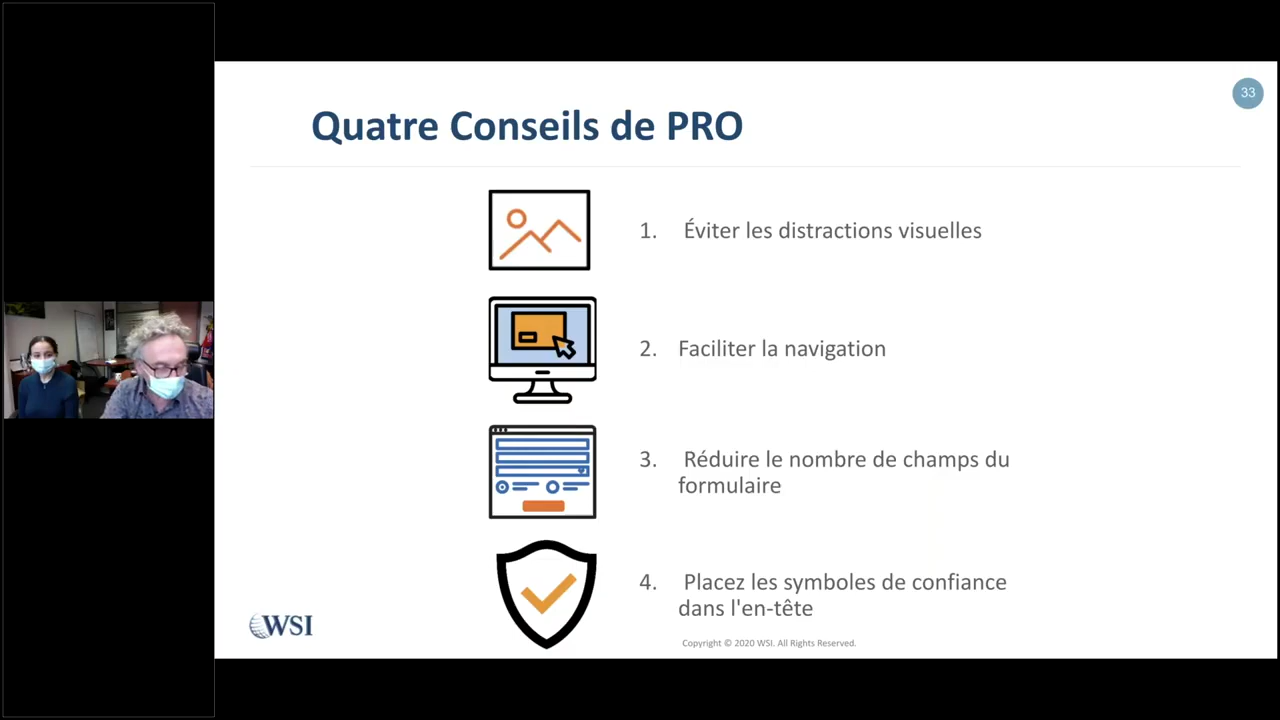 33
Quatre Conseils de PRO
1. Éviter les distractions visuelles
2. Faciliter la navigation
3. Réduire le nombre de champs du
formulaire
4. Placez les symboles de confiance
dans l'en-tête
WSI
Copyright © 2020 WSI. All Rights Reserved.